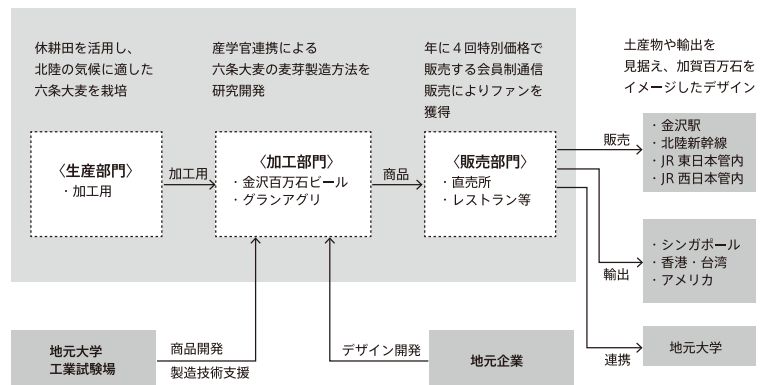 休耕田を活用し、
北陸の気候に適した
六条大麦を栽培
産学官連携による
六条大麦の麦芽製造方法を
研究開発
年に4回特別価格で
販売する会員制通信
販売によりファンを
獲得
土産物や輸出を
見据え、加賀百万石を
イメージしたデザイン
〈生産部門〉
・加工用
加工用
〈加工部門〉
・金沢百万石ビール
・グランアグリ
商品
〈販売部門〉
・直売所
・レストラン等
販売
・金沢駅
・北陸新幹線
・JR 東日本管内
・JR 西日本管内
輸出
・シンガポール
・香港・台湾
・アメリカ
連携
地元大学
地元大学
工業試験場
商品開発
製造技術支援
デザイン開発
地元企業